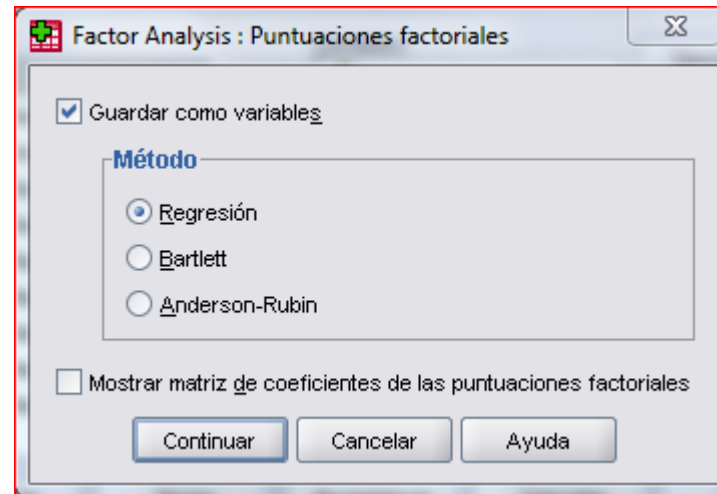 Factor Analysis : Puntuaciones factoriales
Guardar como variables
Método
Regresión
Bartlett
Anderson-Rubin
Mostrar matriz de coeficientes de las puntuaciones factoriales
Continuar Cancelar Ayuda